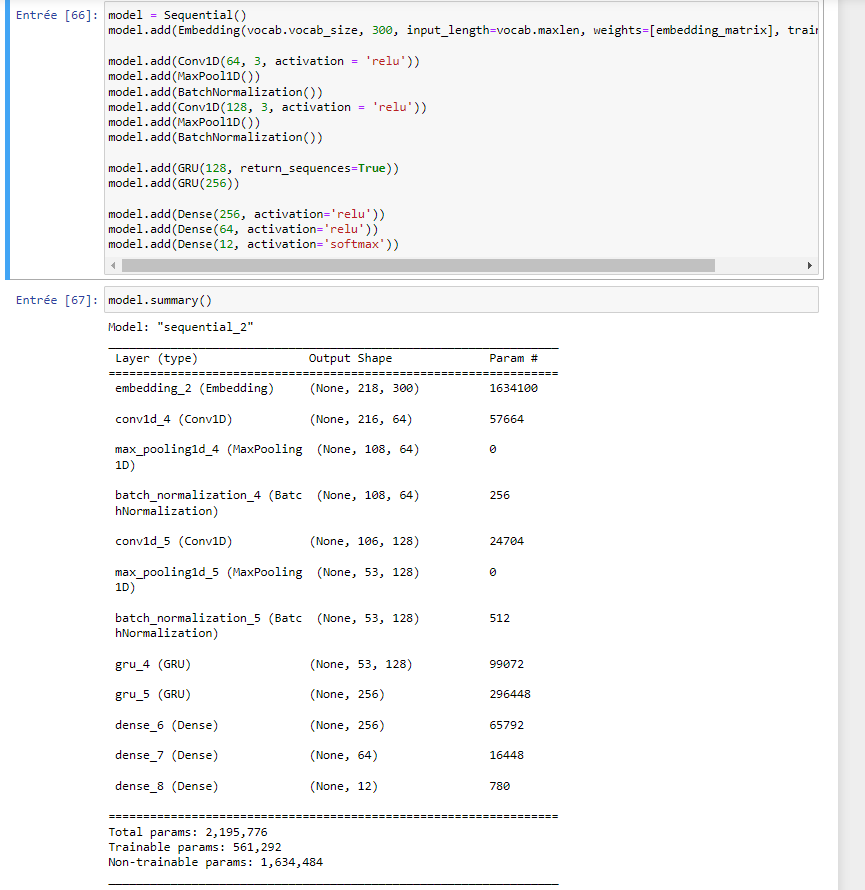 Entrée [66]: model = Sequential()
model.add(Embedding(vocab.vocab_size, 300, input_length=vocab.maxlen, weights=[embedding_matrix],
model.add(Conv1D(64, 3, activation = 'relu'))
model.add(MaxPool1D())
model.add(BatchNormalization())
model.add(Conv1D(128, 3, activation = 'relu'))
model.add(MaxPool1D())
model.add(BatchNormalization())
model.add(GRU(128, return_sequences=True))
model.add(GRU(256))
model.add(Dense(256, activation='relu'))
model.add(Dense(64, activation='relu'))
model.add(Dense(12, activation='softmax'))
Entrée [67]: model.summary()
Model: "sequential_2"
Layer (type) Output Shape Param #
embedding_2 (Embedding) (None, 218, 300) 1634100
conv1d_4 (Conv1D) (None, 216, 64) 57664
max_pooling1d_4 (MaxPooling (None, 108, 64) 0
1D)
batch_normalization_4 (Batc (None, 108, 64) 256
hNormalization)
conv1d_5 (Conv1D) (None, 106, 128) 24704
max_pooling1d_5 (MaxPooling (None, 53, 128) 0
1D)
batch_normalization_5 (Batc (None, 53, 128) 512
hNormalization)
gru_4 (GRU) (None, 53, 128) 99072
gru_5 (GRU) (None, 256) 296448
dense_6 (Dense) (None, 256) 65792
dense_7 (Dense) (None, 64) 16448
dense_8 (Dense) (None, 12) 780
Total params: 2,195,776
Trainable params: 561,292
Non-trainable params: 1,634,484